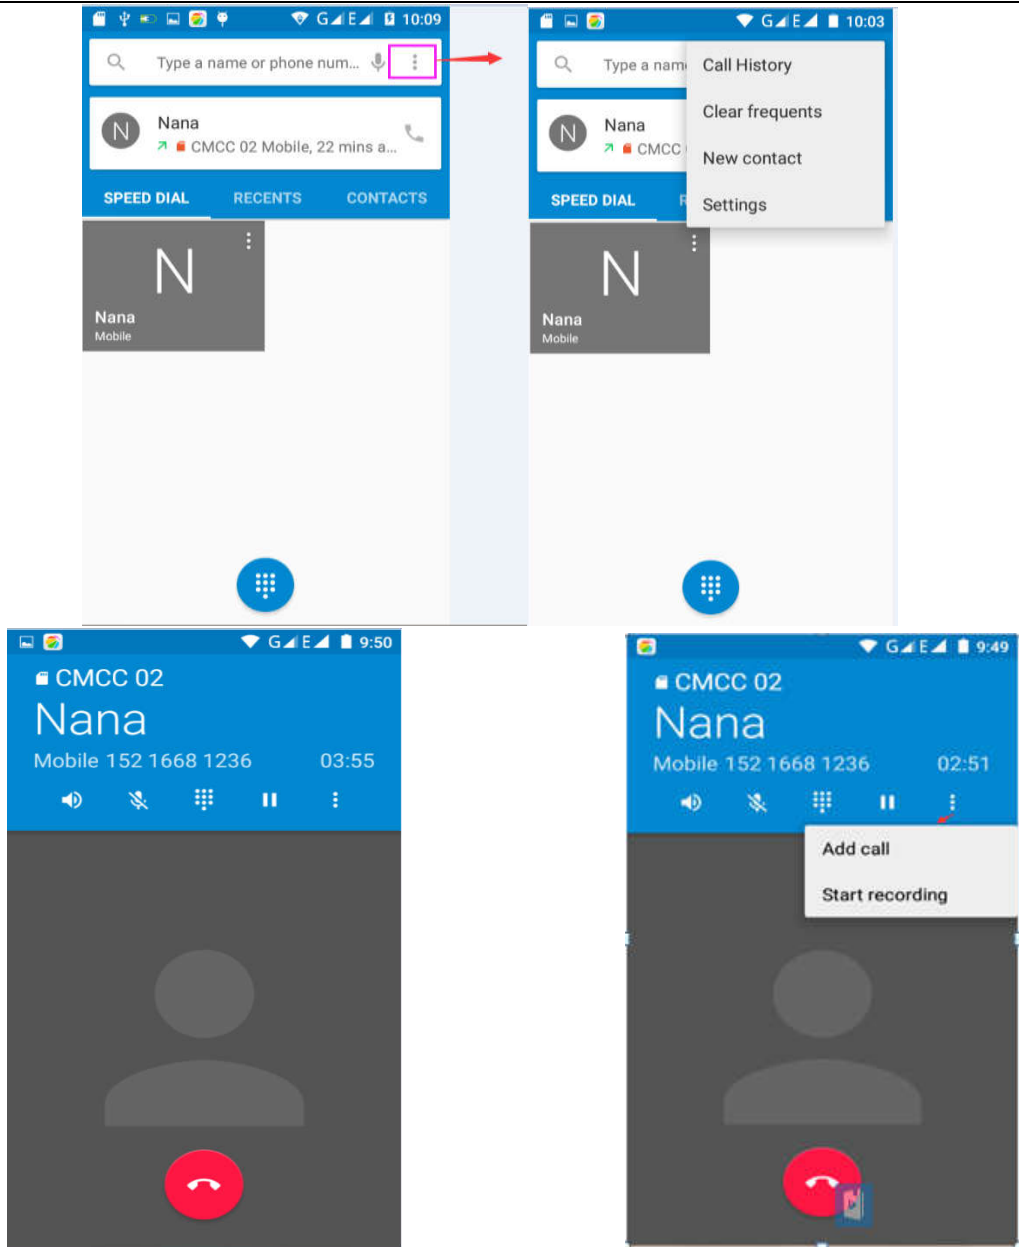 G E 10:09
Type a name or phone num...
N
Nana
CMCC 02 Mobile, 22 mins a...
SPEED DIAL RECENTS CONTACTS
N
Nana
Mobile
G E 10:03
Type a nam
Call History
Clear frequents
New contact
Settings
N
Nana
CMCC
SPEED DIAL R
N
Nana
Mobile
G E 9:50
CMCC 02
Nana
Mobile 152 1668 1236 03:55
G E 9:49
CMCC 02
Nana
Mobile 152 1668 1236 02:51
Add call
Start recording